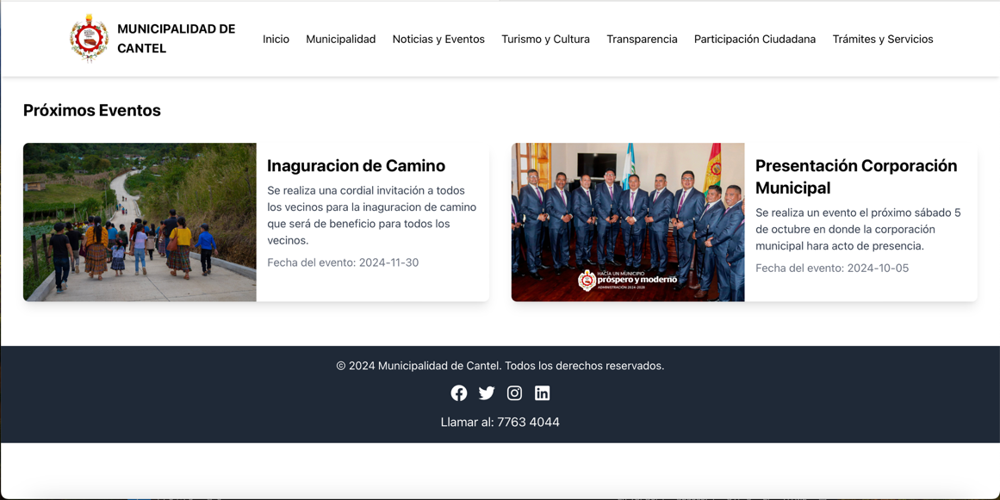 MUNICIPALIDAD DE
CANTEL
Inicio Municipalidad Noticias y Eventos Turismo y Cultura Transparencia Participación Ciudadana Trámites y Servicios
Próximos Eventos
Inaguracion de Camino
Se realiza una cordial invitación a todos
los vecinos para la inaguracion de camino
que será de beneficio para todos los
vecinos.
Fecha del evento: 2024-11-30
HACIA UN MUNICIPIO
próspero y moderno
ADMINISTRACIÓN 2024-2028
Presentación Corporación
Municipal
Se realiza un evento el próximo sábado 5
de octubre en donde la corporación
municipal hara acto de presencia.
Fecha del evento: 2024-10-05
© 2024 Municipalidad de Cantel. Todos los derechos reservados.
Llamar al: 7763 4044